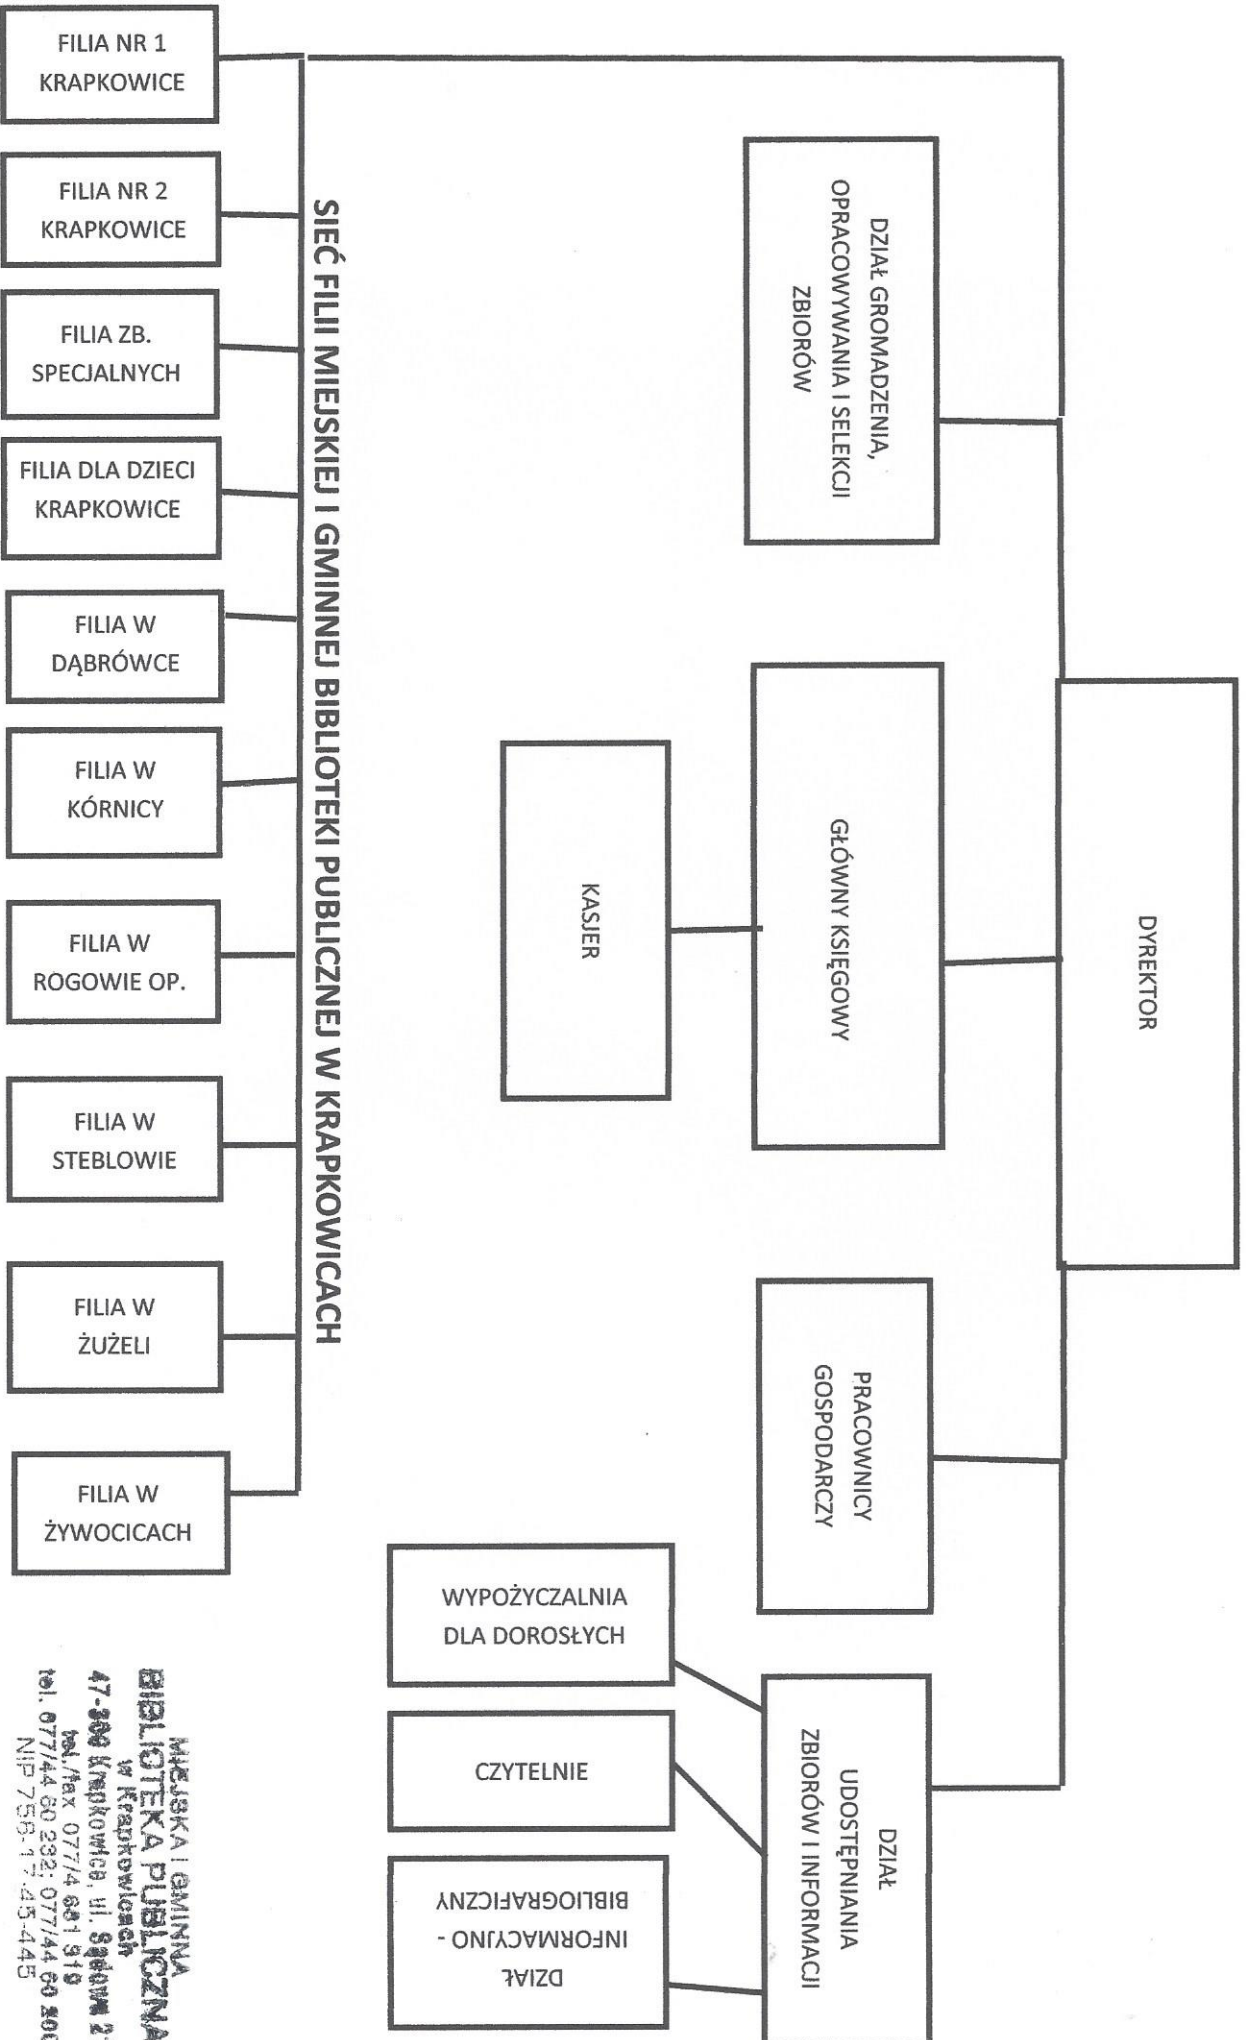 DYREKTOR
DZIAŁ GROMADZENIA,
OPRACOWYWANIA I SELEKCJI
ZBIORÓW
GŁÓWNY KSIĘGOWY
PRACOWNICY
GOSPODARCZY
DZIAŁ
UDOSTĘPNIANIA
ZBIORÓW I INFORMACJI
KASJER
WYPOŻYCZALNIA
DLA DOROSŁYCH
CZYTELNIE
DZIAŁ
INFORMACYJNO -
BIBLIOGRAFICZNY
SIEĆ FILII MIEJSKIEJ I GMINNEJ BIBLIOTEKI PUBLICZNEJ W KRAPKOWICACH
FILIA NR 1
KRAPKOWICE
FILIA NR 2
KRAPKOWICE
FILIA ZB.
SPECJALNYCH
FILIA DLA DZIECI
KRAPKOWICE
FILIA W
DĄBRÓWCE
FILIA W
KÓRNICY
FILIA W
ROGOWIE OP.
FILIA W
STEBLOWIE
FILIA W
ŻUŻELI
FILIA W
ŻYWOCICACH
MIEJSKA I GMINNA
BIBLIOTEKA PUBLICZNA
w Krapkowicach
47-300 Krapkowice, ul. Sądowa
tel./fax 077/4 661 319
tel. 077/44 60 232; 077/44 60
NIP 756-17-45-445